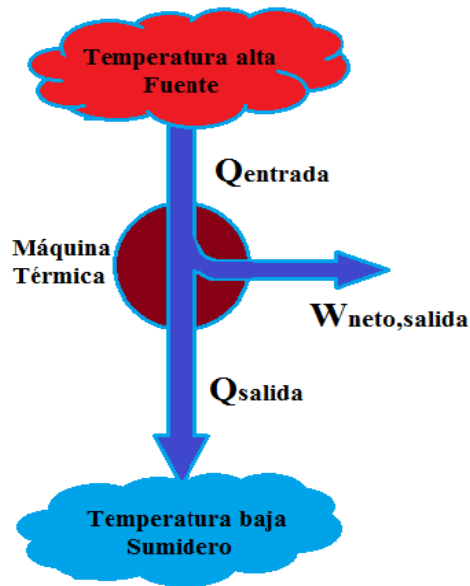 Temperatura alta
Fuente
Qentrada
Máquina
Térmica
Wneto,salida
Qsalida
Temperatura baja
Sumidero